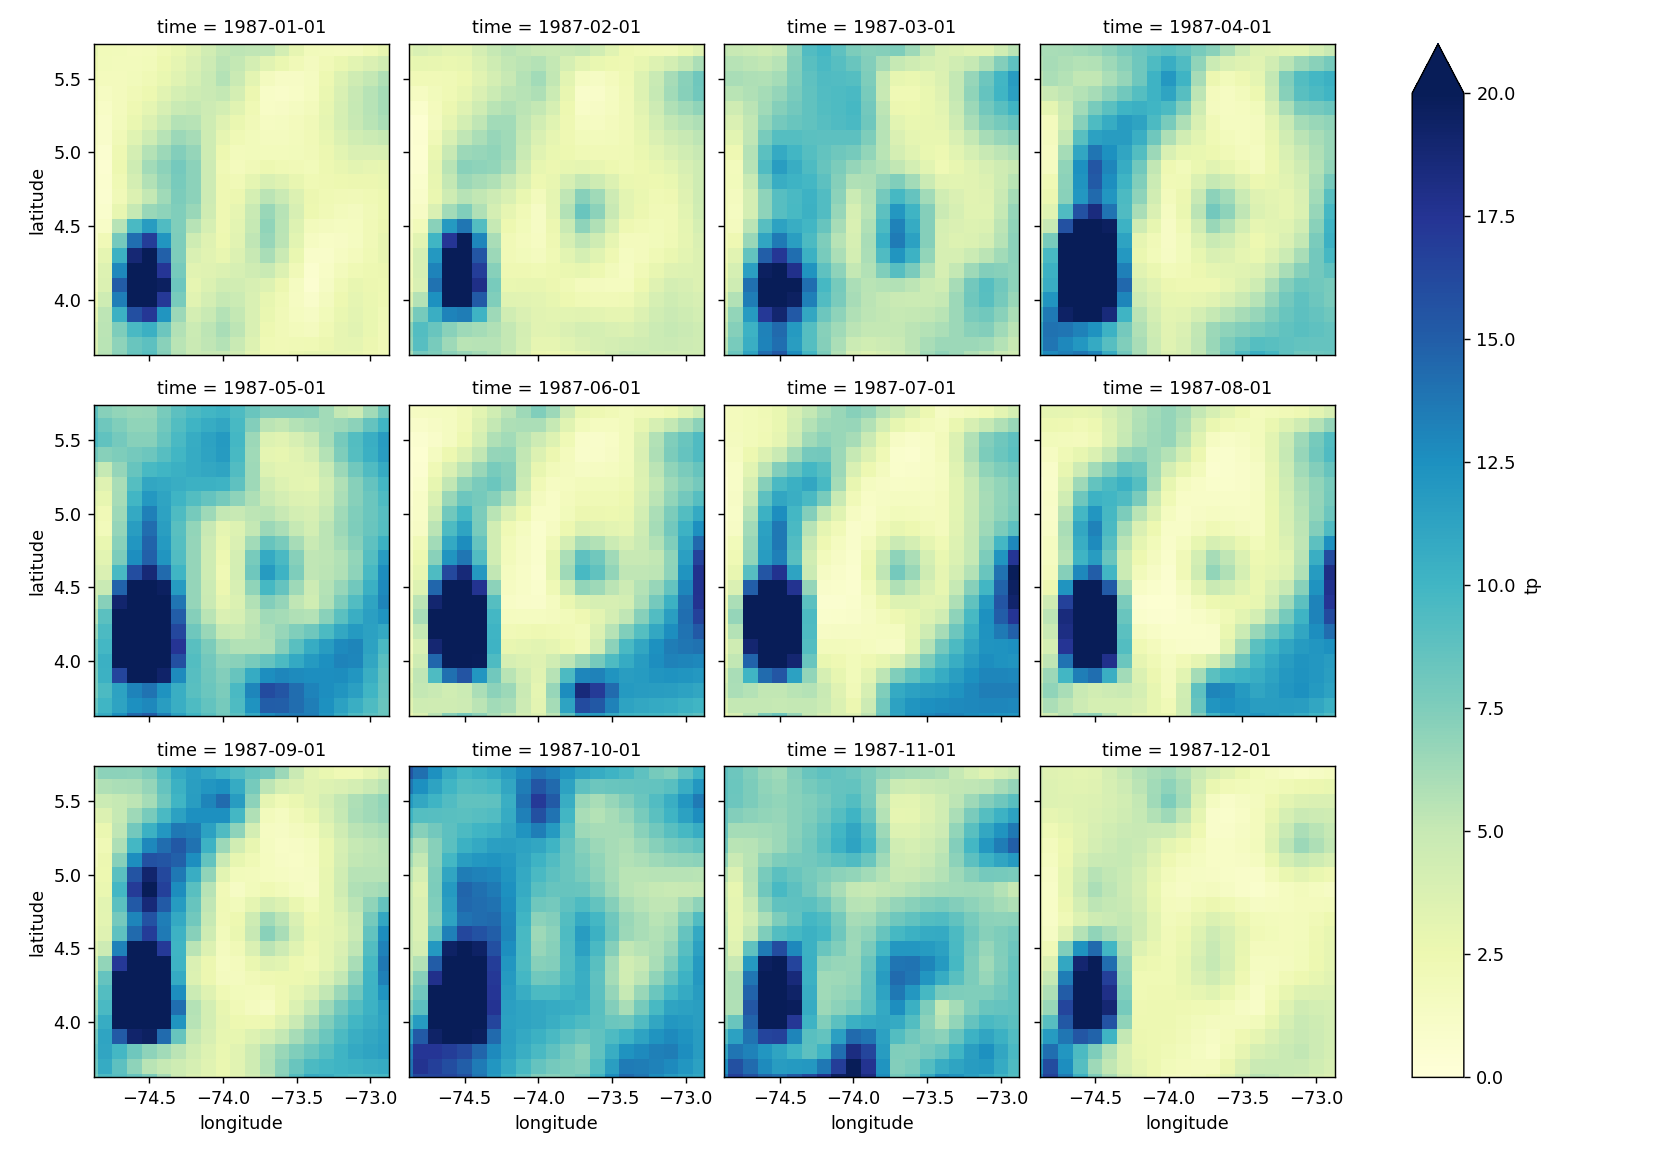 time = 1987-01-01
time = 1987-02-01
time = 1987-03-01
time = 1987-04-01
5.5
5.0
4.5
4.0
latitude
time = 1987-05-01
time = 1987-06-01
time = 1987-07-01
time = 1987-08-01
5.5
5.0
4.5
4.0
latitude
time = 1987-09-01
time = 1987-10-01
time = 1987-11-01
time = 1987-12-01
5.5
5.0
4.5
4.0
latitude
−74.5 −74.0 −73.5 −73.0
−74.5 −74.0 −73.5 −73.0
−74.5 −74.0 −73.5 −73.0
−74.5 −74.0 −73.5 −73.0
longitude
longitude
longitude
longitude
20.0
17.5
15.0
12.5
10.0
7.5
5.0
2.5
0.0
tp